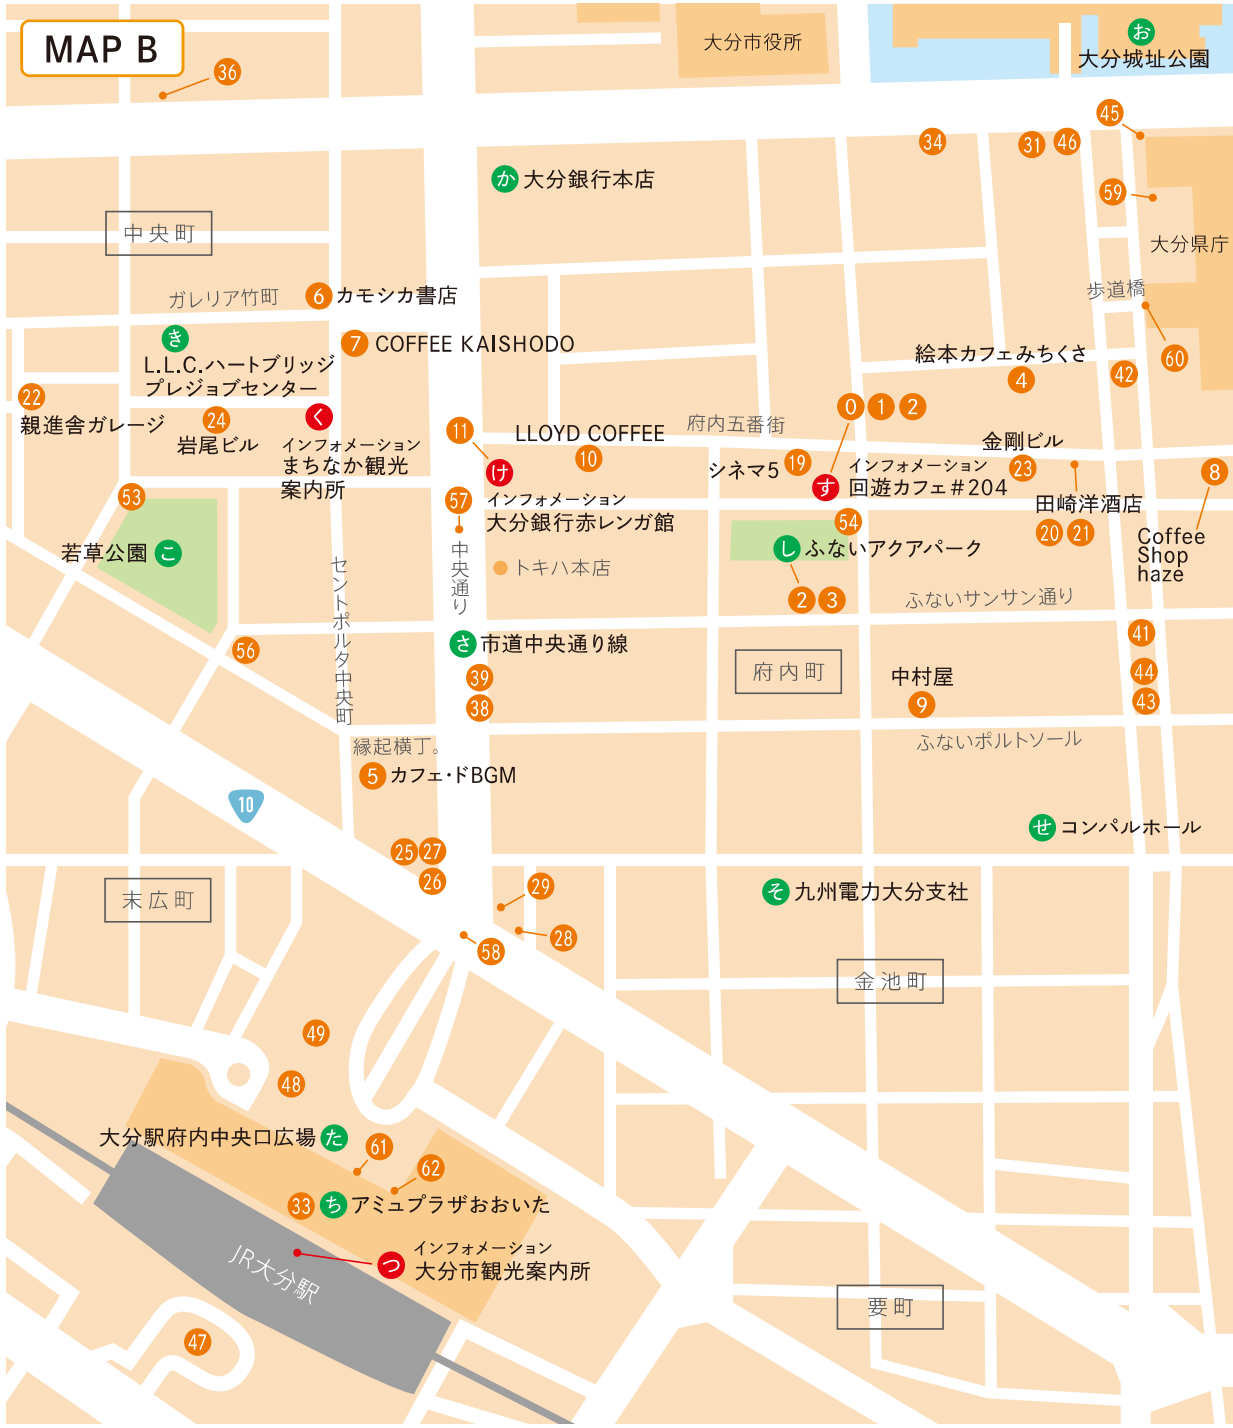 MAP B
大分市役所
お
大分城址公園
36
45
34
31
46
か 大分銀行本店
59
中央町
大分県庁
ガレリア竹町
6 カモシカ書店
歩道橋
き
L.L.C.ハートブリッジ
プレジョブセンター
7 COFFEE KAISHODO
絵本カフェみちくさ
4
42
60
22
親進舎ガレージ
24
岩尾ビル
く
インフォメーション
まちなか観光
案内所
11
け
インフォメーション
大分銀行赤レンガ館
LLOYD COFFEE
10
府内五番街
0
1
2
シネマ5
19
す
インフォメーション
回遊カフェ#204
金剛ビル
23
田崎洋酒店
20
21
8
Coffee
Shop
haze
53
57
54
若草公園 こ
中央通り
トキハ本店
し ふないアクアパーク
2
3
ふないサンサン通り
セントポルタ中央町
56
さ 市道中央通り線
39
38
府内町
中村屋
9
41
44
43
縁起横丁。
ふないポルトソール
5 カフェ・ドBGM
10
せ コンパルホール
25
27
26
末広町
29
28
58
そ 九州電力大分支社
金池町
49
48
大分駅府内中央口広場 た
61
62
33
ち アミュプラザおおいた
つ
インフォメーション
大分市観光案内所
JR大分駅
要町
47